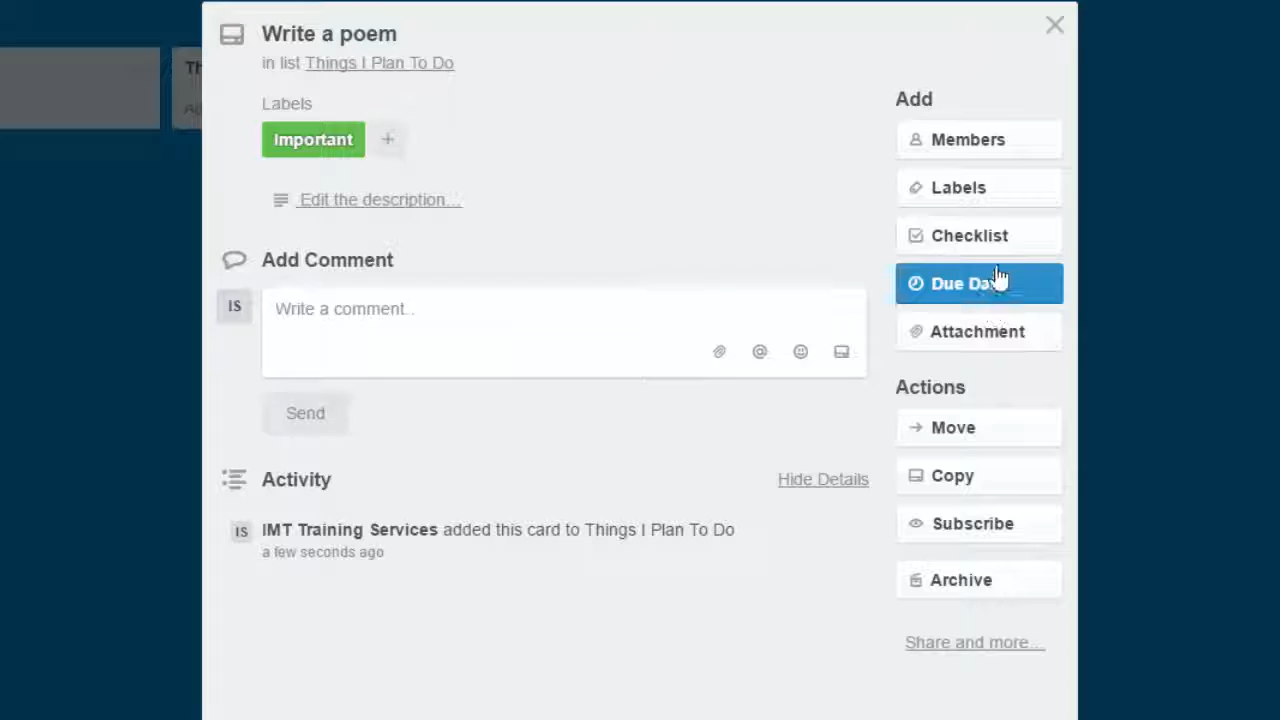 Write a poem
in list Things I Plan To Do
Labels
Important +
Edit the description...
Add Comment
IS
Write a comment..
Send
Activity
Hide Details
IS
IMT Training Services added this card to Things I Plan To Do
a few seconds ago
Add
Members
Labels
Checklist
Due
Attachment
Actions
Move
Copy
Subscribe
Archive
Share and more...